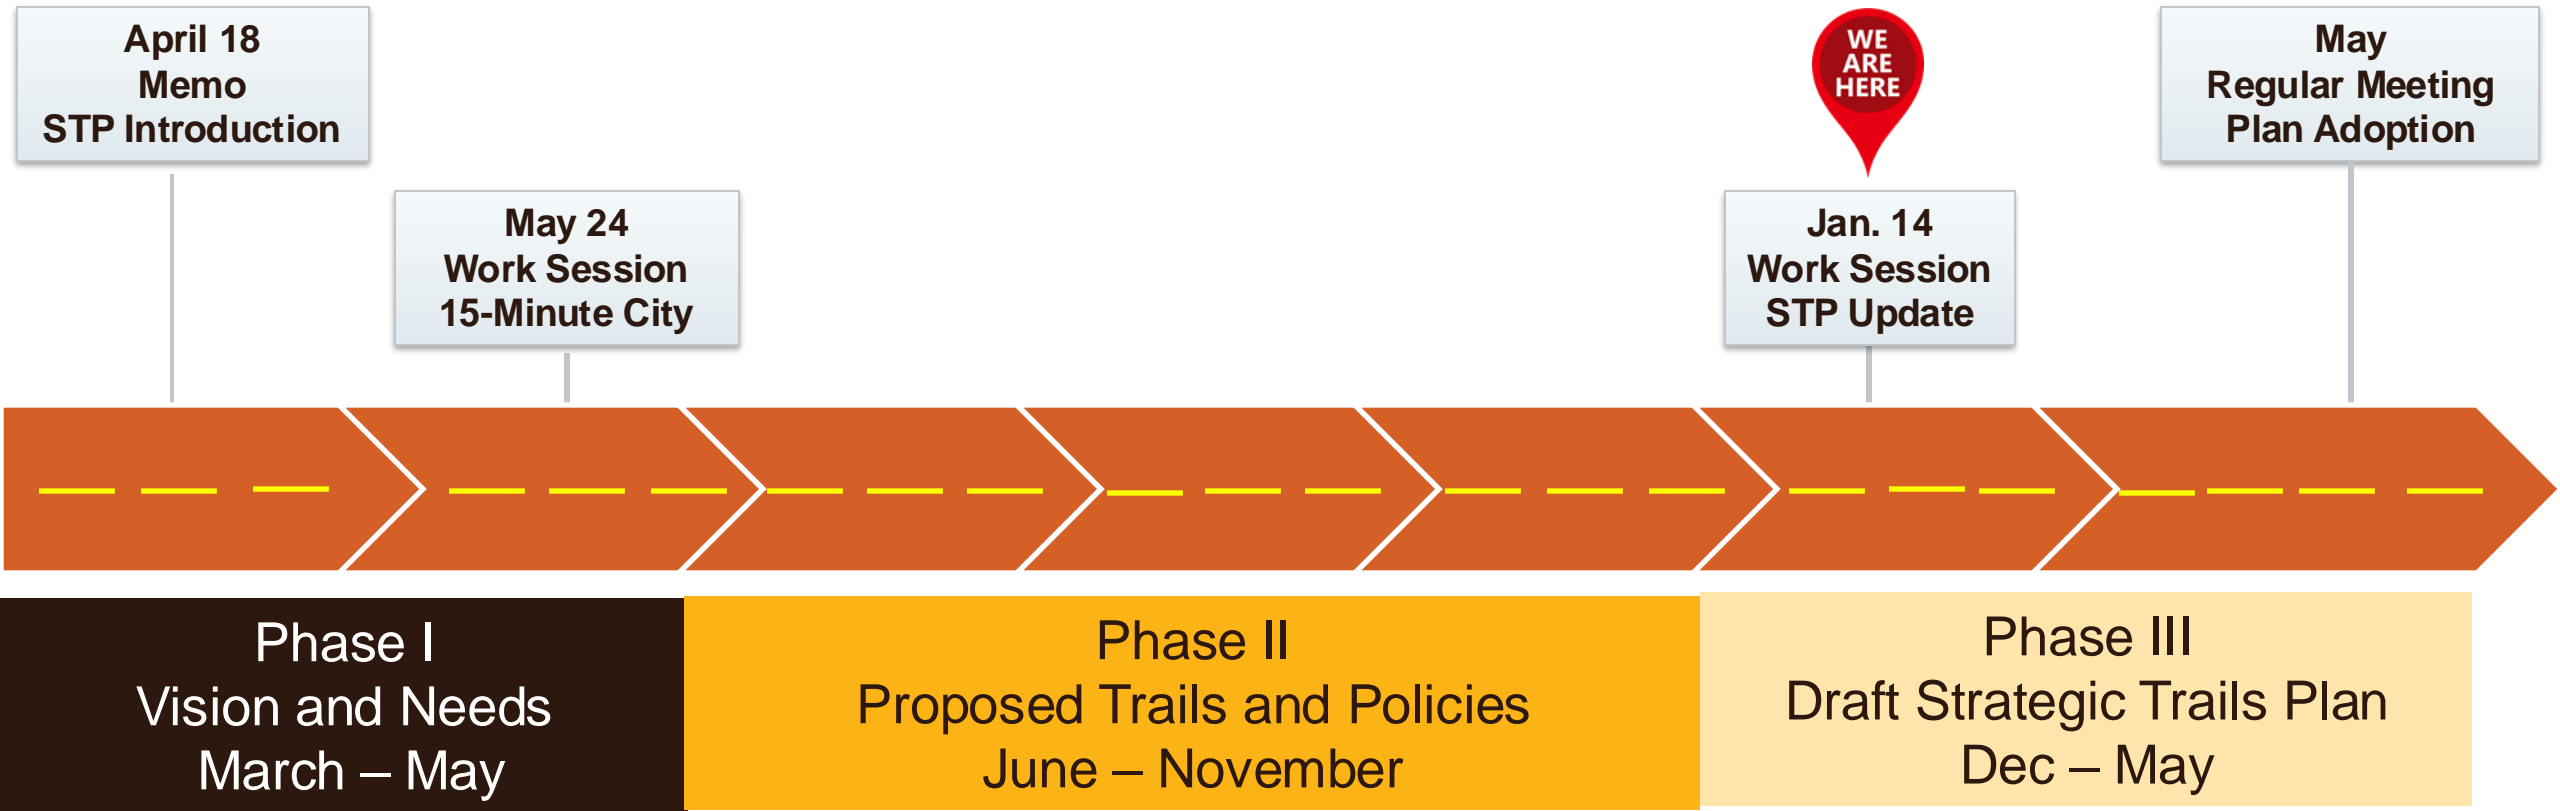 April 18
Memo
STP Introduction
May 24
Work Session
15-Minute City
WE
ARE
HERE
Jan. 14
Work Session
STP Update
May
Regular Meeting
Plan Adoption
Phase I
Vision and Needs
March – May
Phase II
Proposed Trails and Policies
June – November
Phase III
Draft Strategic Trails Plan
Dec – May